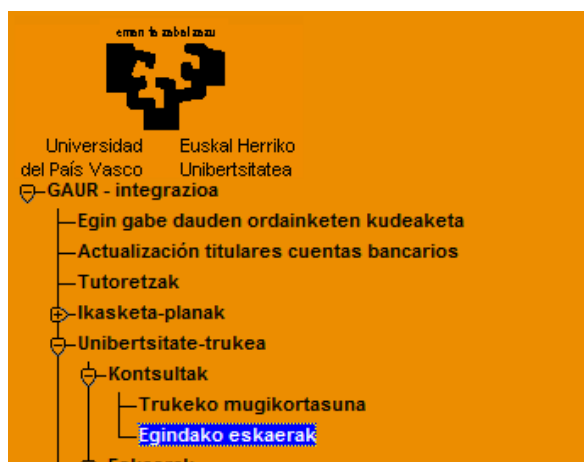 eman ta zabal zazu
Universidad Euskal Herriko
del País Vasco Unibertsitatea
GAUR - integrazioa
Egin gabe dauden ordainketen kudeaketa
Actualización titulares cuentas bancarios
Tutoretzak
Ikasketa-planak
Unibertsitate-trukea
Kontsultak
Trukeko mugikortasuna
Egindako eskaerak